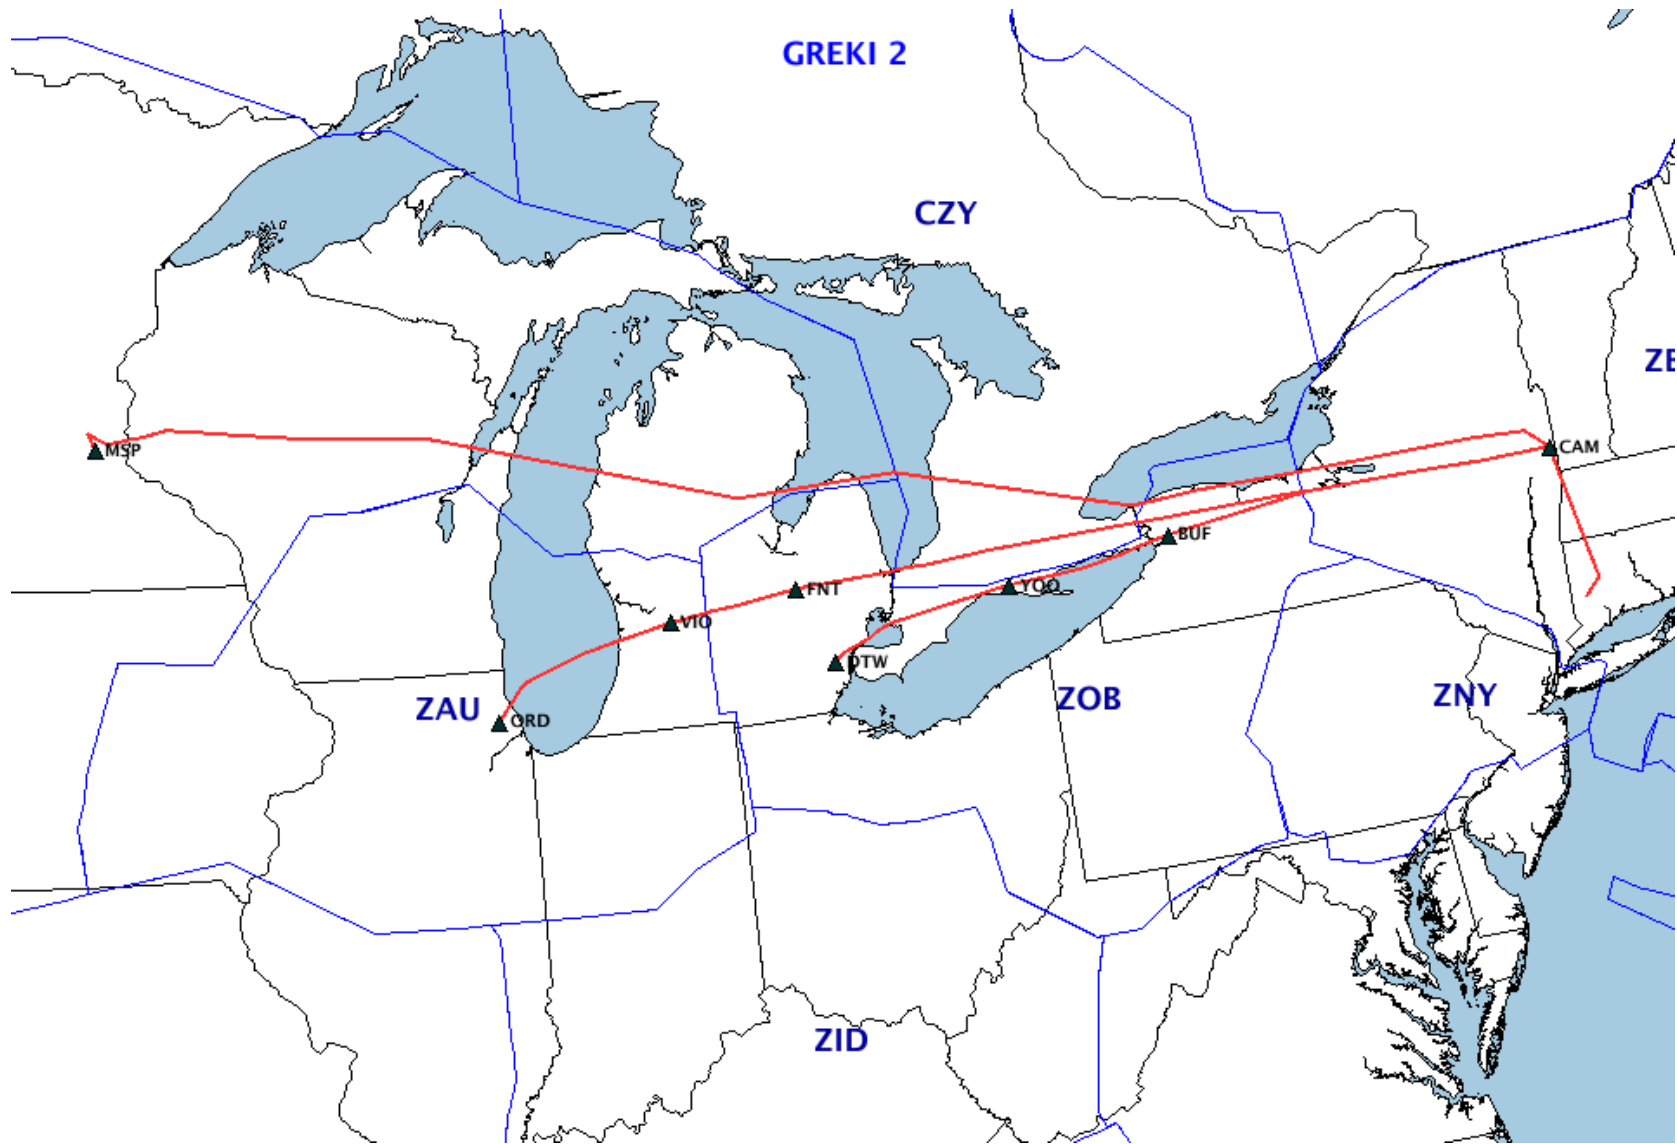 GREKI 2
CZY
ZE
MSP
CAM
BUF
YQO
FNT
VIO
DTW
ZAU
ORD
ZOB
ZNY
ZID